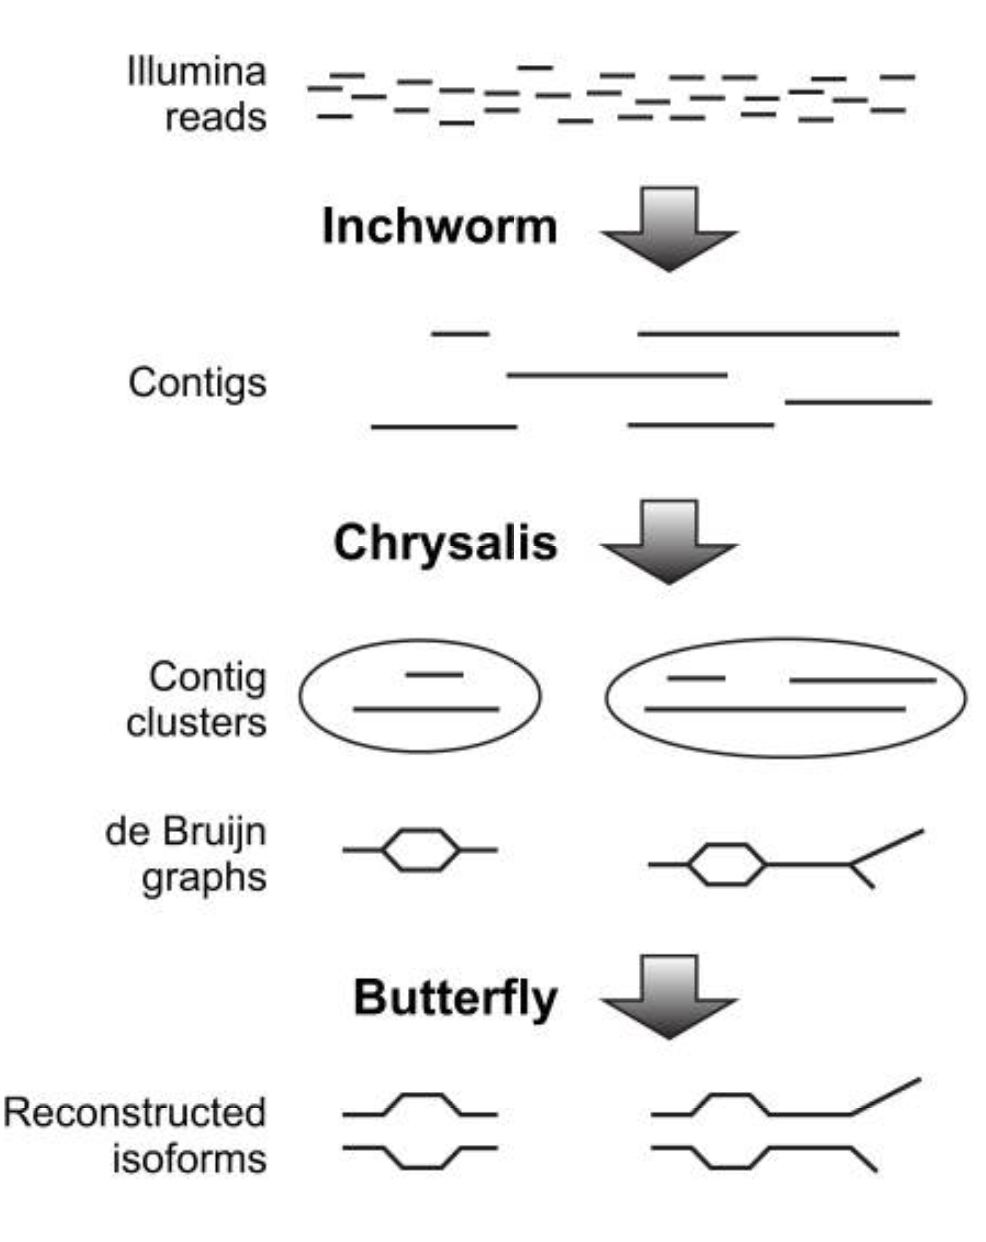 Illumina
reads
Inchworm
Contigs
Chrysalis
Contig
clusters
de Bruijn
graphs
Butterfly
Reconstructed
isoforms